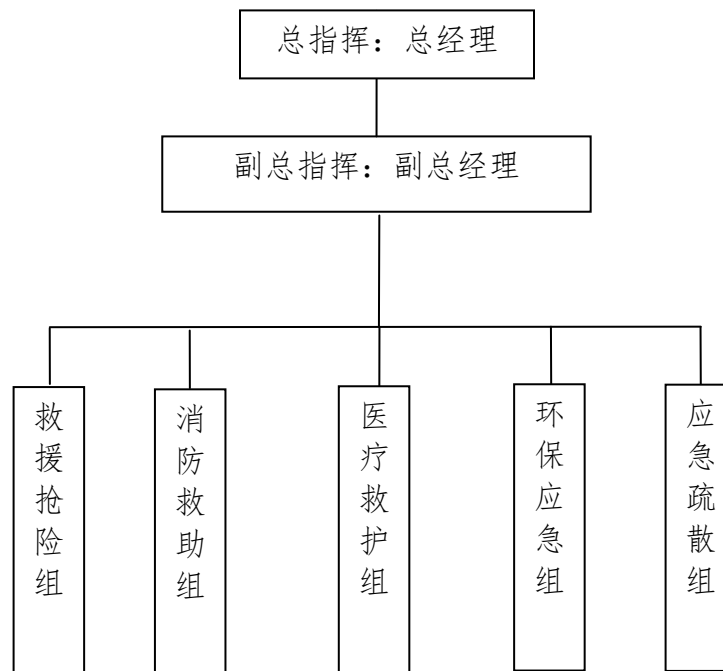 总指挥：总经理
副总指挥：副总经理
救援抢险组
消防救助组
医疗救护组
环保应急组
应急疏散组